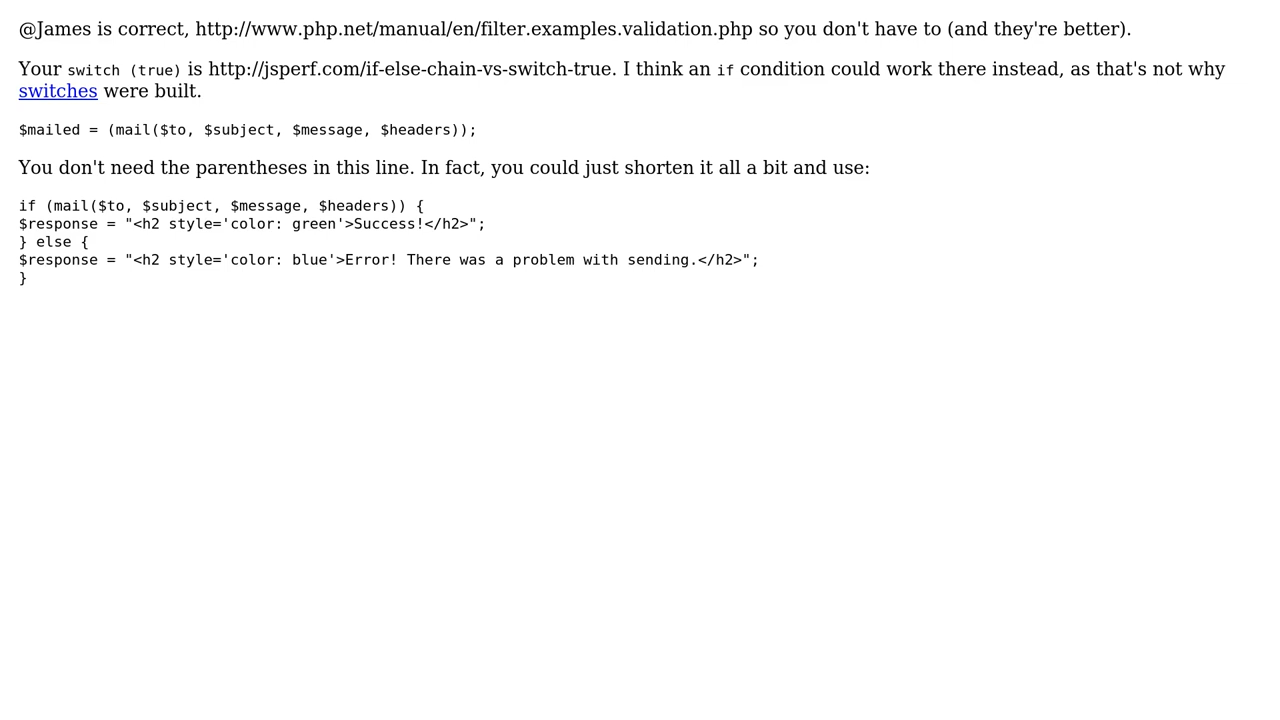 @James is correct, http://www.php.net/manual/en/filter.examples.validation.php so you don't have to (and they're better).
Your switch (true) is http://jsperf.com/if-else-chain-vs-switch-true. I think an if condition could work there instead, as that's not why
switches were built.
$mailed = (mail($to, $subject, $message, $headers));
You don't need the parentheses in this line. In fact, you could just shorten it all a bit and use:
if (mail($to, $subject, $message, $headers)) {
$response = "<h2 style='color: green'>Success!</h2>";
} else {
$response = "<h2 style='color: blue'>Error! There was a problem with sending.</h2>";
}